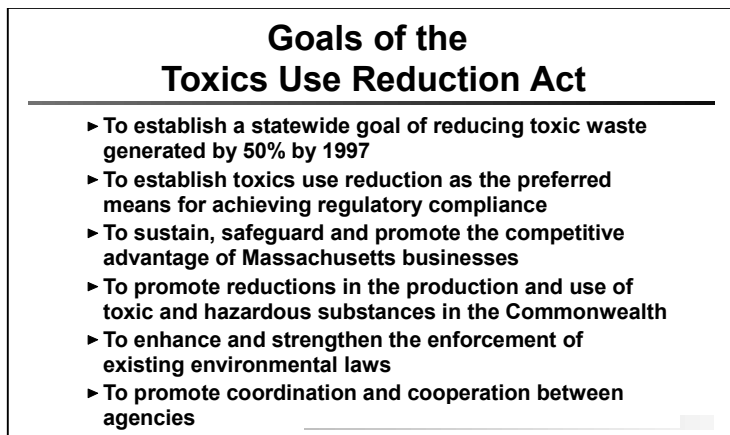 Goals of the
Toxics Use Reduction Act
► To establish a statewide goal of reducing toxic waste
generated by 50% by 1997
► To establish toxics use reduction as the preferred
means for achieving regulatory compliance
► To sustain, safeguard and promote the competitive
advantage of Massachusetts businesses
► To promote reductions in the production and use of
toxic and hazardous substances in the Commonwealth
► To enhance and strengthen the enforcement of
existing environmental laws
► To promote coordination and cooperation between
agencies